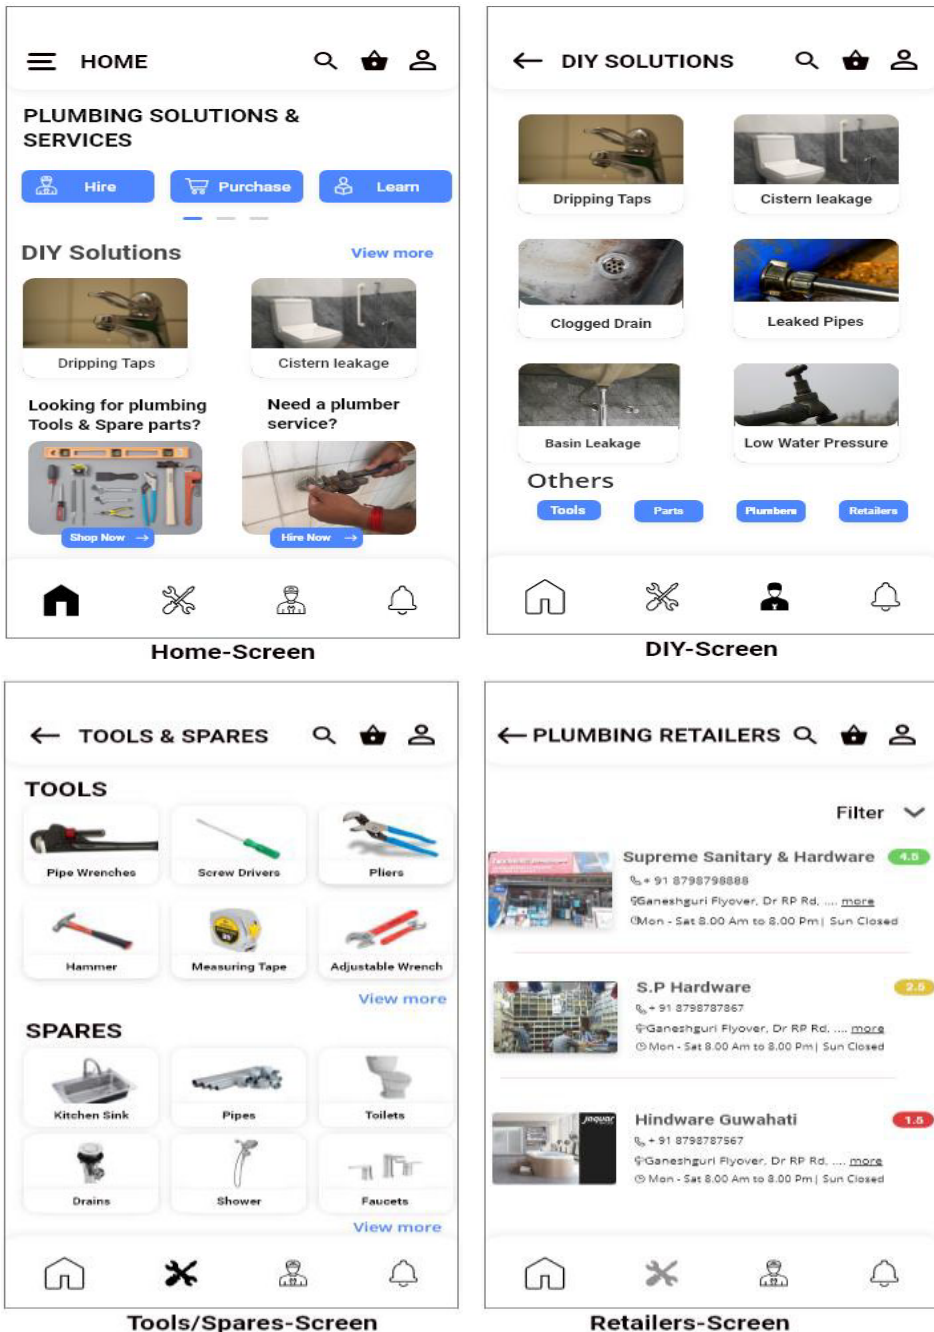 HOME
PLUMBING SOLUTIONS &
SERVICES
Hire
Purchase
Learn
DIY Solutions
View more
Dripping Taps
Cistern leakage
Looking for plumbing
Tools & Spare parts?
Need a plumber
service?
Shop Now →
Hire Now →
Home-Screen
DIY SOLUTIONS
Dripping Taps
Cistern leakage
Clogged Drain
Leaked Pipes
Basin Leakage
Low Water Pressure
Others
Tools
Parts
Plumbers
Retailers
DIY-Screen
TOOLS & SPARES
TOOLS
Pipe Wrenches
Screw Drivers
Pliers
Hammer
Measuring Tape
Adjustable Wrench
View more
SPARES
Kitchen Sink
Pipes
Toilets
Drains
Shower
Faucets
View more
Tools/Spares-Screen
PLUMBING RETAILERS
Filter
Supreme Sanitary & Hardware 4.5
+ 91 8798798888
Ganeshguri Flyover, Dr RP Rd, .... more
Mon - Sat 8.00 Am to 8.00 Pm| Sun Closed
S.P Hardware 2.5
+ 91 8798787867
Ganeshguri Flyover, Dr RP Rd, .... more
Mon - Sat 8.00 Am to 8.00 Pm| Sun Closed
jaquar
Hindware Guwahati 1.5
+ 91 8798787567
Ganeshguri Flyover, Dr RP Rd, .... more
Mon - Sat 8.00 Am to 8.00 Pm| Sun Closed
Retailers-Screen